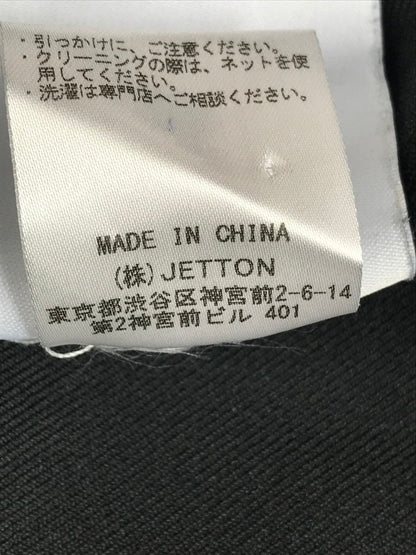 ・引っかけに、ご注意ください。
・クリーニングの際は、ネットを使
用してください。
・洗濯は専門店へご相談ください。
MADE IN CHINA
(株)JETTON
東京都渋谷区神宮前2-6-14
第2神宮前ビル 401